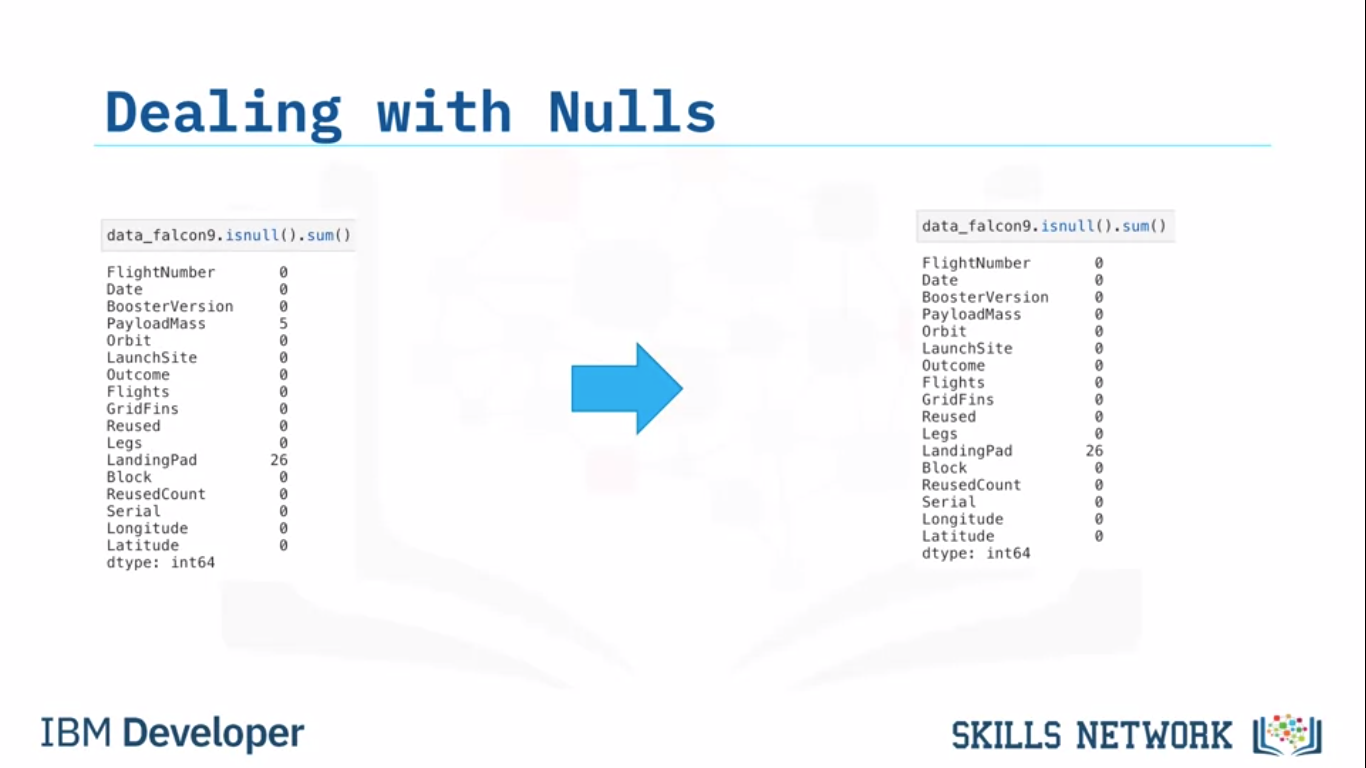 Dealing with Nulls
data_falcon9.isnull().sum()
FlightNumber 0
Date 0
BoosterVersion 0
PayloadMass 5
Orbit 0
LaunchSite 0
Outcome 0
Flights 0
GridFins 0
Reused 0
Legs 0
LandingPad 26
Block 0
ReusedCount 0
Serial 0
Longitude 0
Latitude 0
dtype: int64
data_falcon9.isnull().sum()
FlightNumber 0
Date 0
BoosterVersion 0
PayloadMass 0
Orbit 0
LaunchSite 0
Outcome 0
Flights 0
GridFins 0
Reused 0
Legs 0
LandingPad 26
Block 0
ReusedCount 0
Serial 0
Longitude 0
Latitude 0
dtype: int64
IBM Developer
SKILLS NETWORK